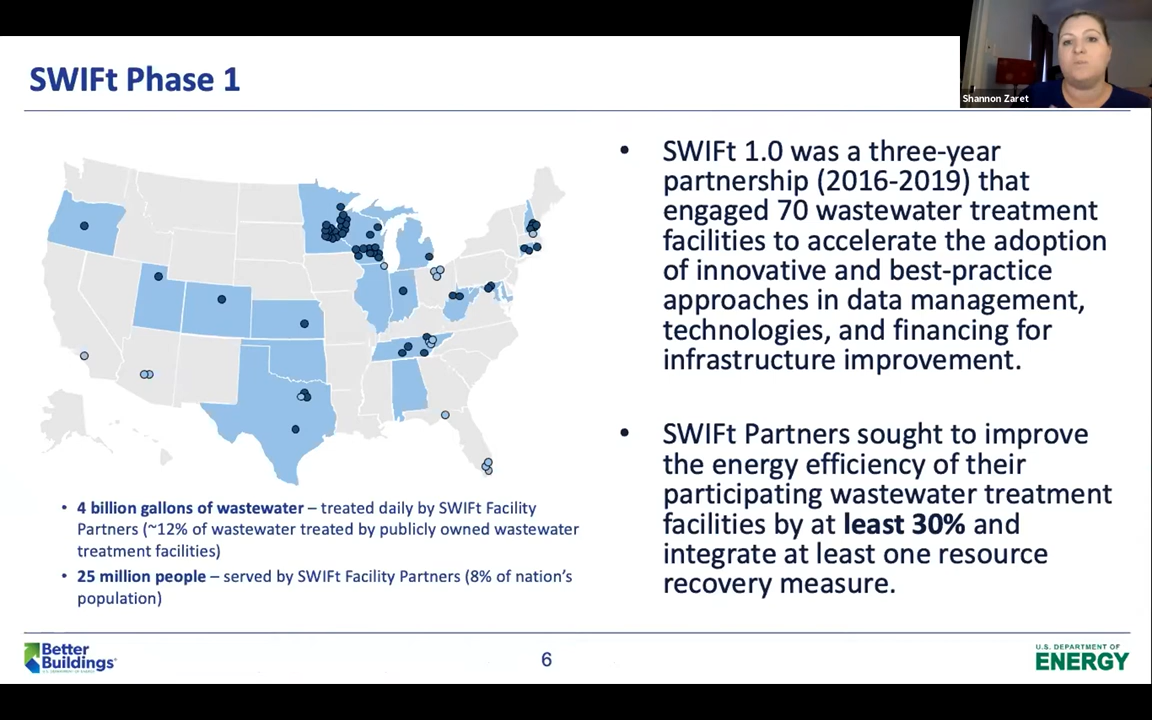 Shannon Zaret
SWIFt Phase 1
• SWIFt 1.0 was a three-year
partnership (2016-2019) that
engaged 70 wastewater treatment
facilities to accelerate the adoption
of innovative and best-practice
approaches in data management,
technologies, and financing for
infrastructure improvement.
• SWIFt Partners sought to improve
the energy efficiency of their
participating wastewater treatment
facilities by at least 30% and
integrate at least one resource
recovery measure.
• 4 billion gallons of wastewater – treated daily by SWIFt Facility
Partners (~12% of wastewater treated by publicly owned wastewater
treatment facilities)
• 25 million people – served by SWIFt Facility Partners (8% of nation's
population)
Better
Buildings
U.S. DEPARTMENT OF ENERGY
6
U.S. DEPARTMENT OF
ENERGY